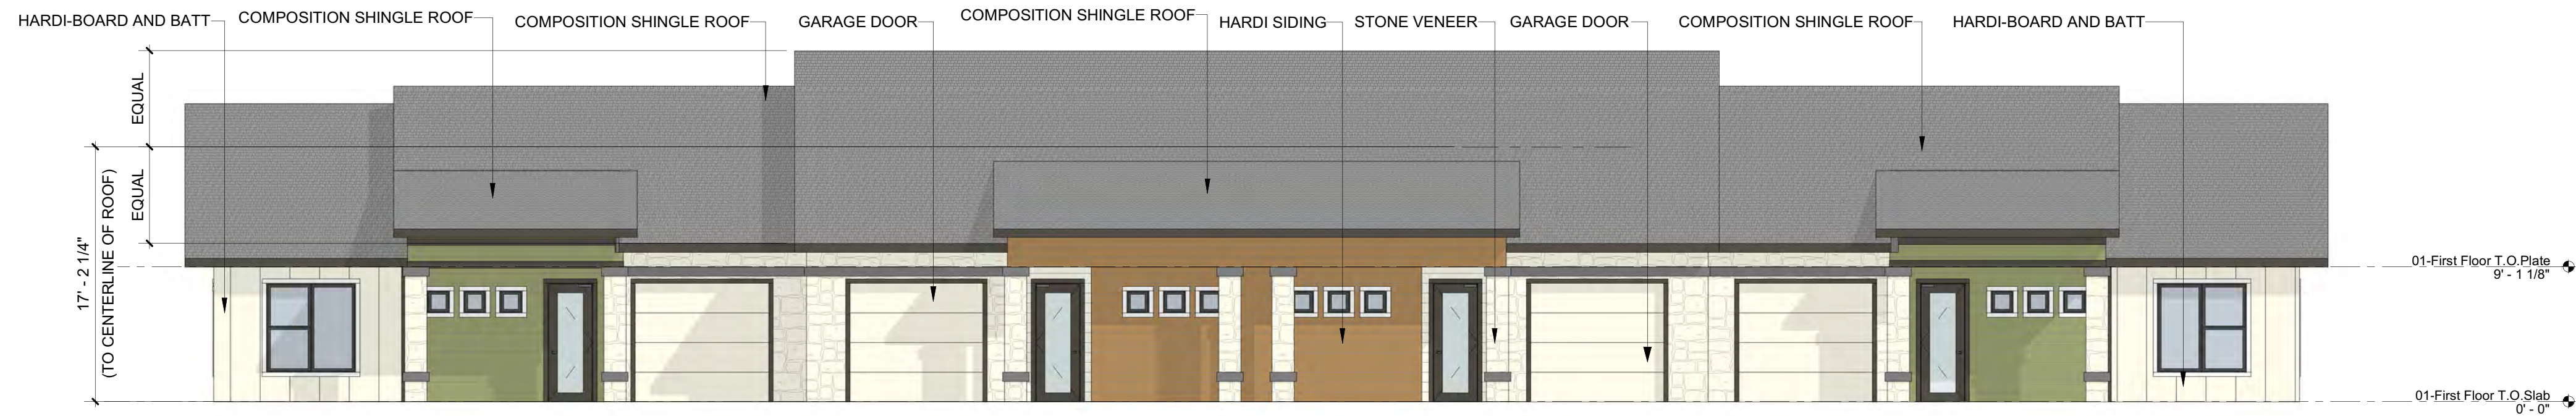 HARDI-BOARD AND BATT
COMPOSITION SHINGLE ROOF
COMPOSITION SHINGLE ROOF
GARAGE DOOR
COMPOSITION SHINGLE ROOF
HARDI SIDING
STONE VENEER
GARAGE DOOR
COMPOSITION SHINGLE ROOF
HARDI-BOARD AND BATT
EQUAL
EQUAL
17' - 2 1/4"
(TO CENTERLINE OF ROOF)
01-First Floor T.O.Plate
9' - 1 1/8"
01-First Floor T.O.Slab
0' - 0"